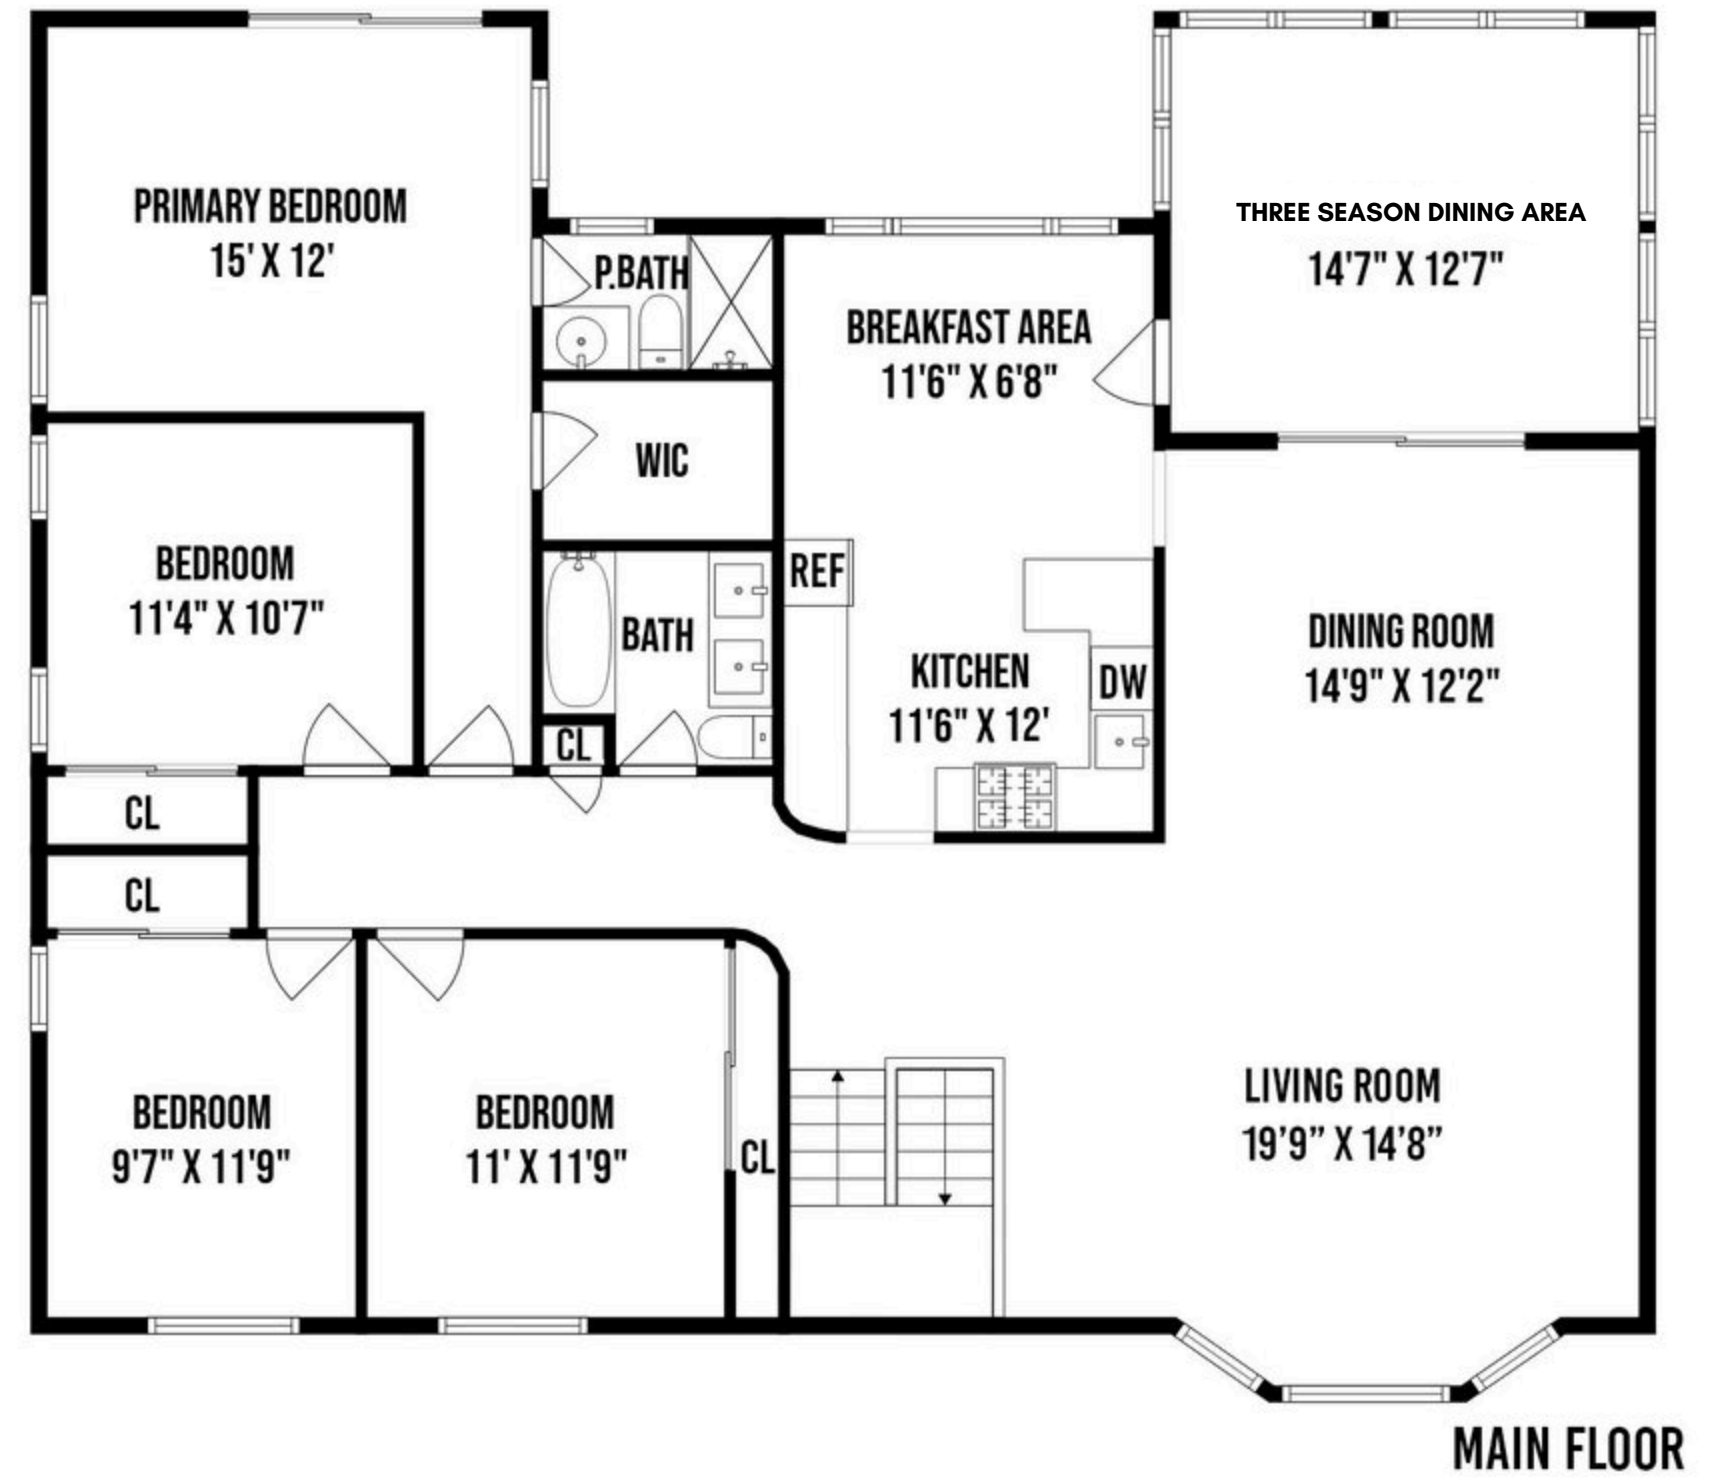 PRIMARY BEDROOM
15' X 12'
THREE SEASON DINING AREA
14'7" X 12'7"
P.BATH
BREAKFAST AREA
11'6" X 6'8"
WIC
BEDROOM
11'4" X 10'7"
REF
BATH
DINING ROOM
14'9" X 12'2"
KITCHEN
11'6" X 12'
DW
CL
CL
CL
BEDROOM
9'7" X 11'9"
BEDROOM
11' X 11'9"
CL
LIVING ROOM
19’9” X 14’8”
MAIN FLOOR